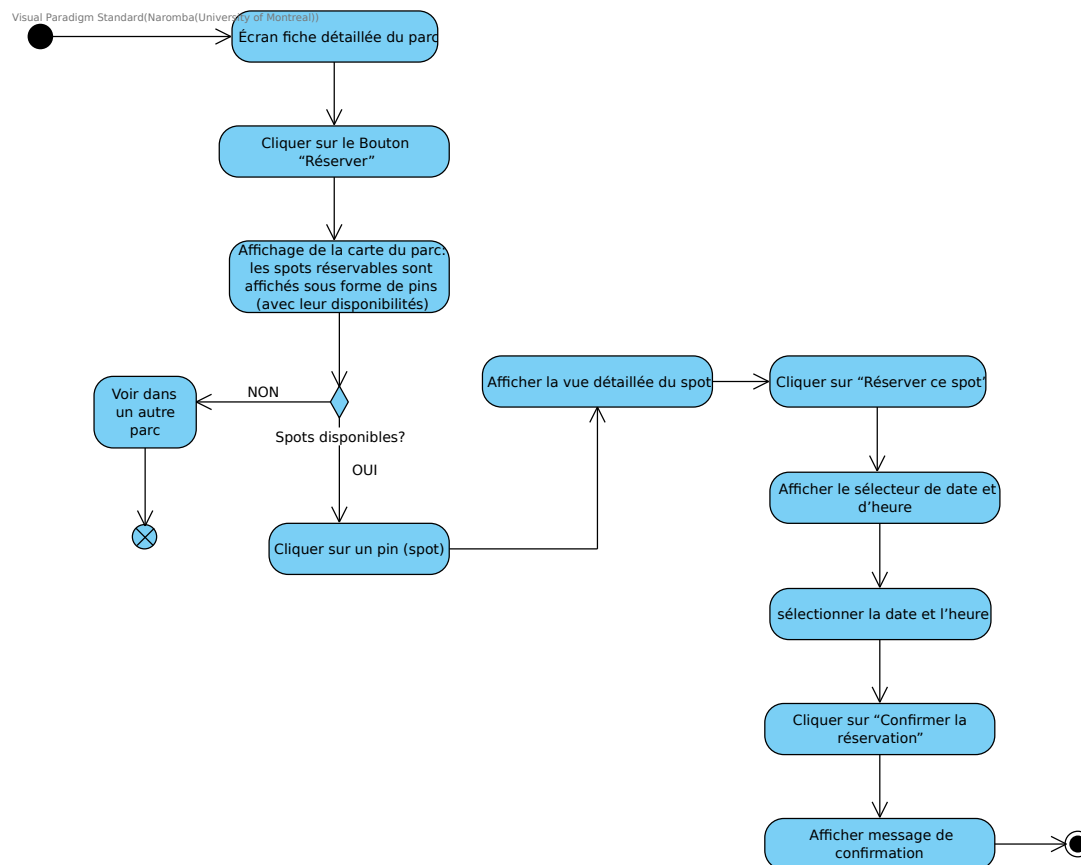 Visual Paradigm Standard(Naromba(University of Montreal))
Écran fiche détaillée du parc
Cliquer sur le Bouton
“Réserver”
Affichage de la carte du parc:
les spots réservables sont
affichés sous forme de pins
(avec leur disponibilités)
Voir dans
un autre
parc
NON
Spots disponibles?
OUI
Cliquer sur un pin (spot)
Afficher la vue détaillée du spot
Cliquer sur “Réserver ce spot”
Afficher le sélecteur de date et
d’heure
sélectionner la date et l’heure
Cliquer sur “Confirmer la
réservation”
Afficher message de
confirmation